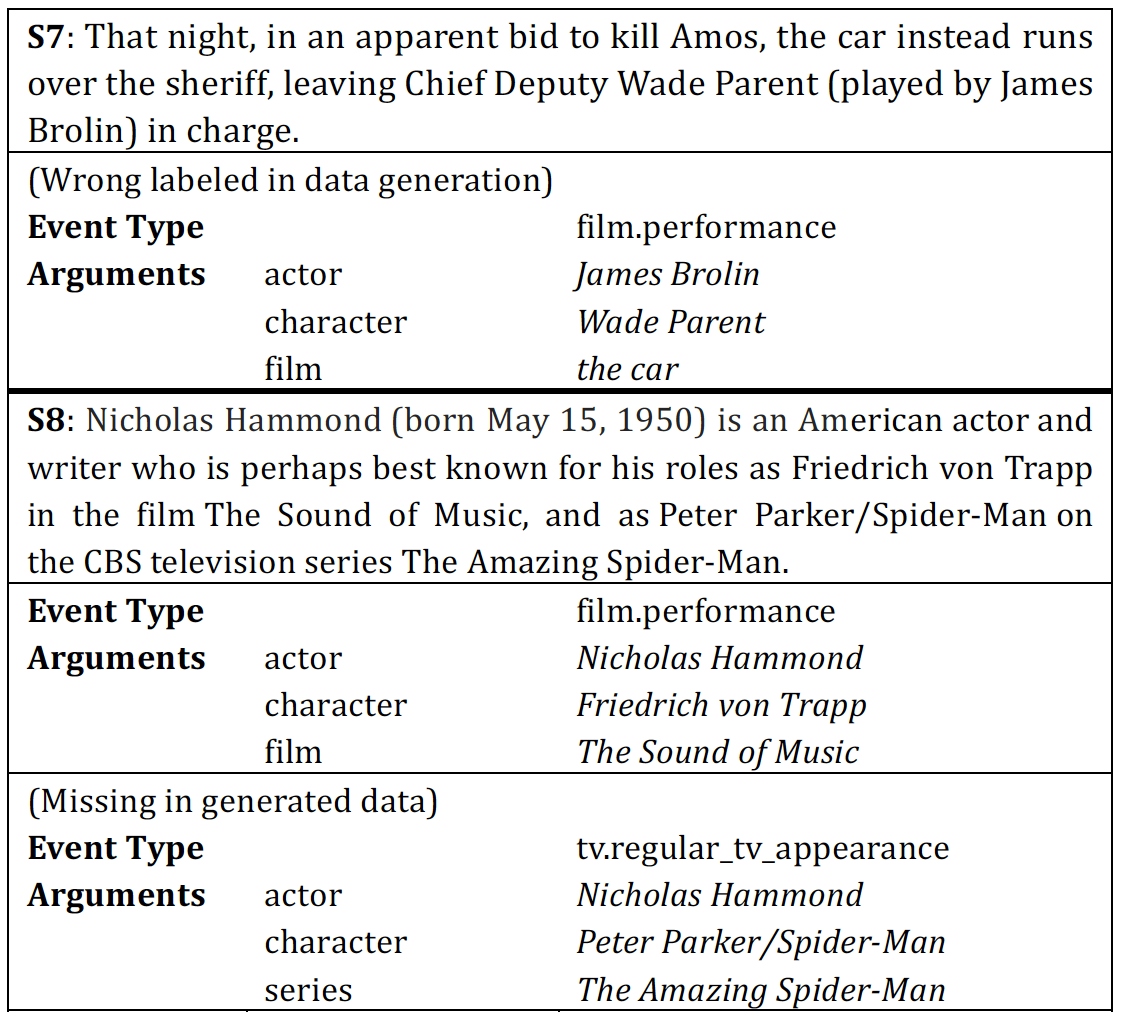 S7: That night, in an apparent bid to kill Amos, the car instead runs
over the sheriff, leaving Chief Deputy Wade Parent (played by James
Brolin) in charge.
(Wrong labeled in data generation)
Event Type film.performance
Arguments actor James Brolin
character Wade Parent
film the car
S8: Nicholas Hammond (born May 15, 1950) is an American actor and
writer who is perhaps best known for his roles as Friedrich von Trapp
in the film The Sound of Music, and as Peter Parker/Spider-Man on
the CBS television series The Amazing Spider-Man.
Event Type film.performance
Arguments actor Nicholas Hammond
character Friedrich von Trapp
film The Sound of Music
(Missing in generated data)
Event Type tv.regular_tv_appearance
Arguments actor Nicholas Hammond
character Peter Parker/Spider-Man
series The Amazing Spider-Man